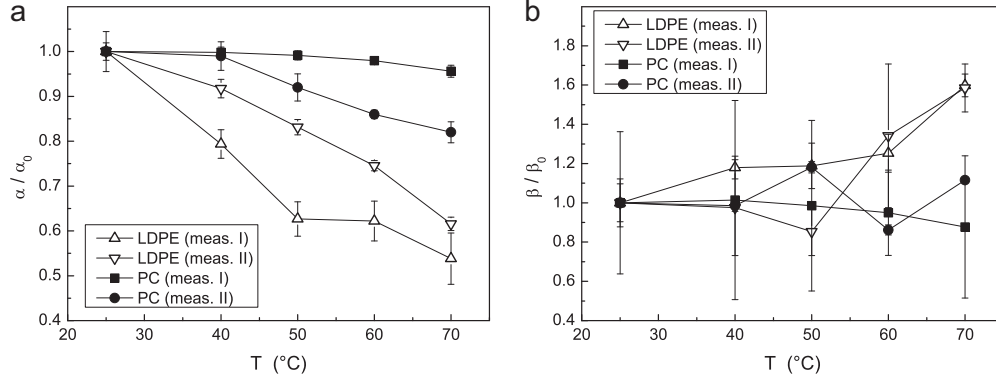 a
α / α0
1.0
0.9
0.8
0.7
0.6
0.5
0.4
LDPE (meas. I)
LDPE (meas. II)
PC (meas. I)
PC (meas. II)
20 30 40 50 60 70
T (°C)
b
β / β0
1.8
1.6
1.4
1.2
1.0
0.8
0.6
0.4
LDPE (meas. I)
LDPE (meas. II)
PC (meas. I)
PC (meas. II)
20 30 40 50 60 70
T (°C)